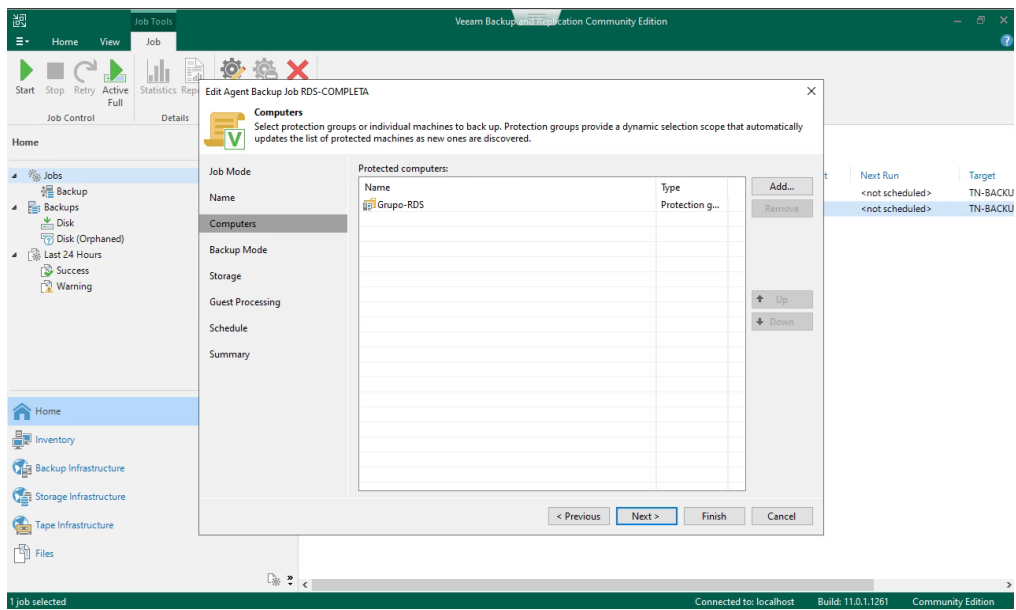 Job Tools
Veeam Backup and Replication Community Edition
Home View Job
Start Stop Retry Active Full Statistics
Job Control Details
Edit Agent Backup Job RDS-COMPLETA
Computers
Select protection groups or individual machines to back up. Protection groups provide a dynamic selection scope that automatically
updates the list of protected machines as new ones are discovered.
Home
Jobs
Backup
Backups
Disk
Disk (Orphaned)
Last 24 Hours
Success
Warning
Home
Inventory
Backup Infrastructure
Storage Infrastructure
Tape Infrastructure
Files
Job Mode
Name
Computers
Backup Mode
Storage
Guest Processing
Schedule
Summary
Protected computers:
Name Type
Grupo-RDS Protection g...
Add...
Remove
Up
Down
< Previous Next > Finish Cancel
Next Run Target
<not scheduled> TN-BACKU
<not scheduled> TN-BACKU
1 job selected
Connected to: localhost Build: 11.0.1.1261 Community Edition